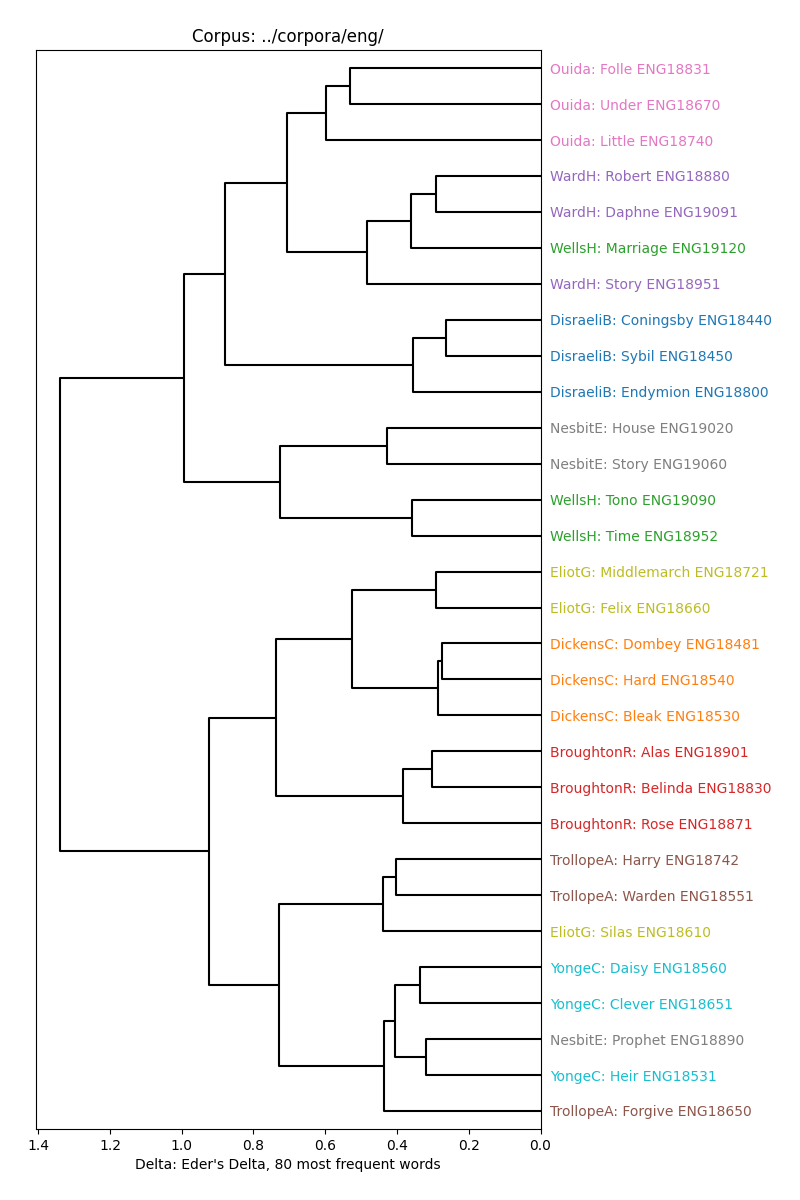 Corpus: ../corpora/eng/
Ouida: Folle ENG18831
Ouida: Under ENG18670
Ouida: Little ENG18740
WardH: Robert ENG18880
WardH: Daphne ENG19091
WellsH: Marriage ENG19120
WardH: Story ENG18951
DisraeliB: Coningsby ENG18440
DisraeliB: Sybil ENG18450
DisraeliB: Endymion ENG18800
NesbitE: House ENG19020
NesbitE: Story ENG19060
WellsH: Tono ENG19090
WellsH: Time ENG18952
EliotG: Middlemarch ENG18721
EliotG: Felix ENG18660
DickensC: Dombey ENG18481
DickensC: Hard ENG18540
DickensC: Bleak ENG18530
BroughtonR: Alas ENG18901
BroughtonR: Belinda ENG18830
BroughtonR: Rose ENG18871
TrollopeA: Harry ENG18742
TrollopeA: Warden ENG18551
EliotG: Silas ENG18610
YongeC: Daisy ENG18560
YongeC: Clever ENG18651
NesbitE: Prophet ENG18890
YongeC: Heir ENG18531
TrollopeA: Forgive ENG18650
1.4 1.2 1.0 0.8 0.6 0.4 0.2 0.0
Delta: Eder's Delta, 80 most frequent words